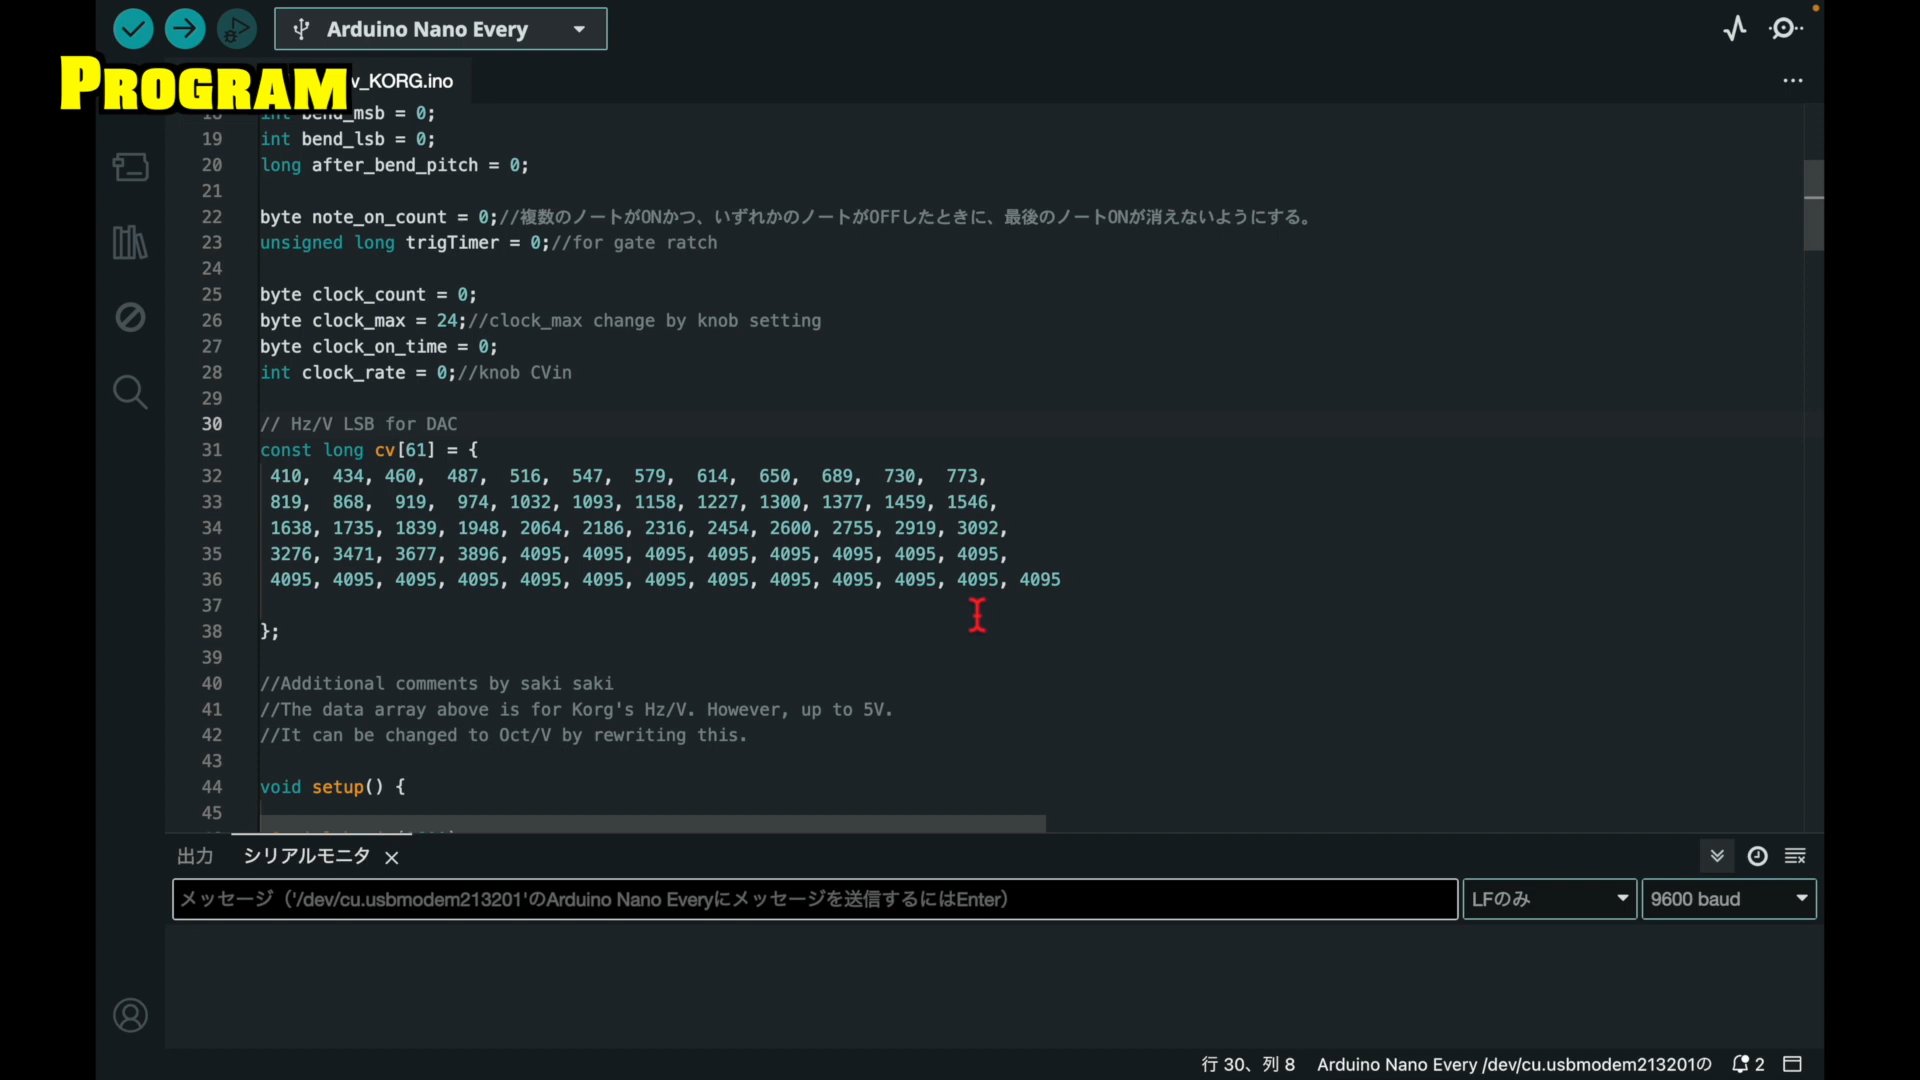 Arduino Nano Every
PROGRAM
v_KORG.ino
18 int bend_msb = 0;
19 int bend_lsb = 0;
20 long after_bend_pitch = 0;
21
22 byte note_on_count = 0;//複数のノートがONかつ、いずれかのノートがOFFしたときに、最後のノートONが消えないようにする。
23 unsigned long trigTimer = 0;//for gate ratch
24
25 byte clock_count = 0;
26 byte clock_max = 24;//clock_max change by knob setting
27 byte clock_on_time = 0;
28 int clock_rate = 0;//knob CVin
29
30 // Hz/V LSB for DAC
31 const long cv[61] = {
32 410, 434, 460, 487, 516, 547, 579, 614, 650, 689, 730, 773,
33 819, 868, 919, 974, 1032, 1093, 1158, 1227, 1300, 1377, 1459, 1546,
34 1638, 1735, 1839, 1948, 2064, 2186, 2316, 2454, 2600, 2755, 2919, 3092,
35 3276, 3471, 3677, 3896, 4095, 4095, 4095, 4095, 4095, 4095, 4095, 4095,
36 4095, 4095, 4095, 4095, 4095, 4095, 4095, 4095, 4095, 4095, 4095, 4095, 4095
37
38 };
39
40 //Additional comments by saki saki
41 //The data array above is for Korg's Hz/V. However, up to 5V.
42 //It can be changed to Oct/V by rewriting this.
43
44 void setup() {
45
出力 シリアルモニタ
メッセージ（'/dev/cu.usbmodem213201'のArduino Nano Everyにメッセージを送信するにはEnter） LFのみ 9600 baud
行 30、列 8 Arduino Nano Every /dev/cu.usbmodem213201の 2